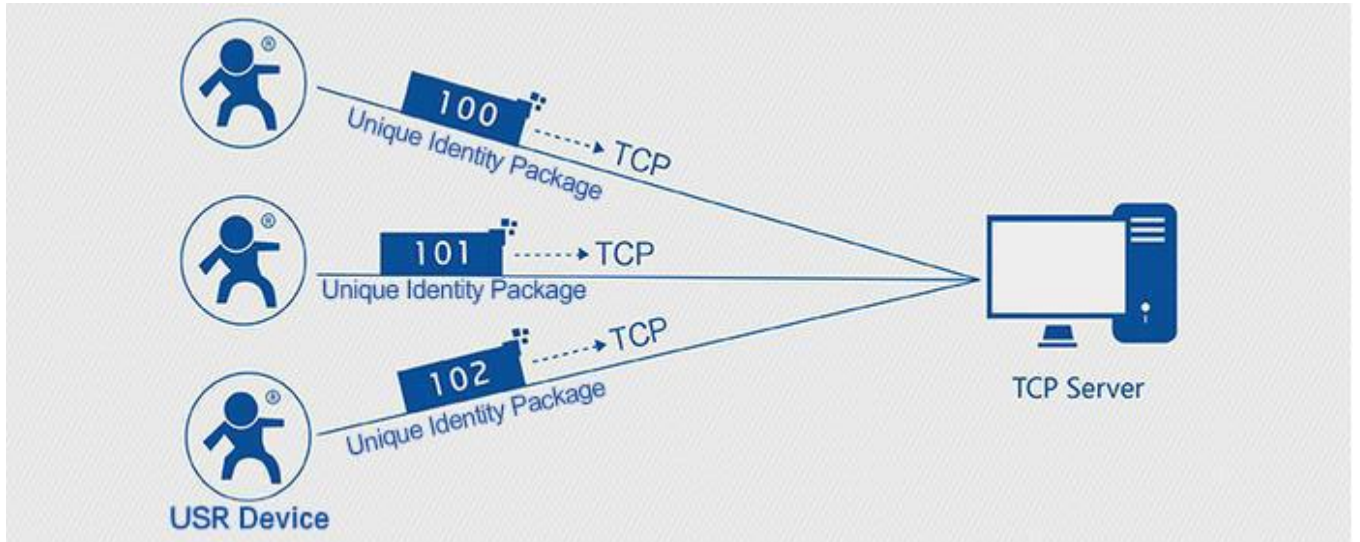 ®
100
Unique Identity Package
TCP
®
101
Unique Identity Package
TCP
®
102
Unique Identity Package
TCP
USR Device
TCP Server